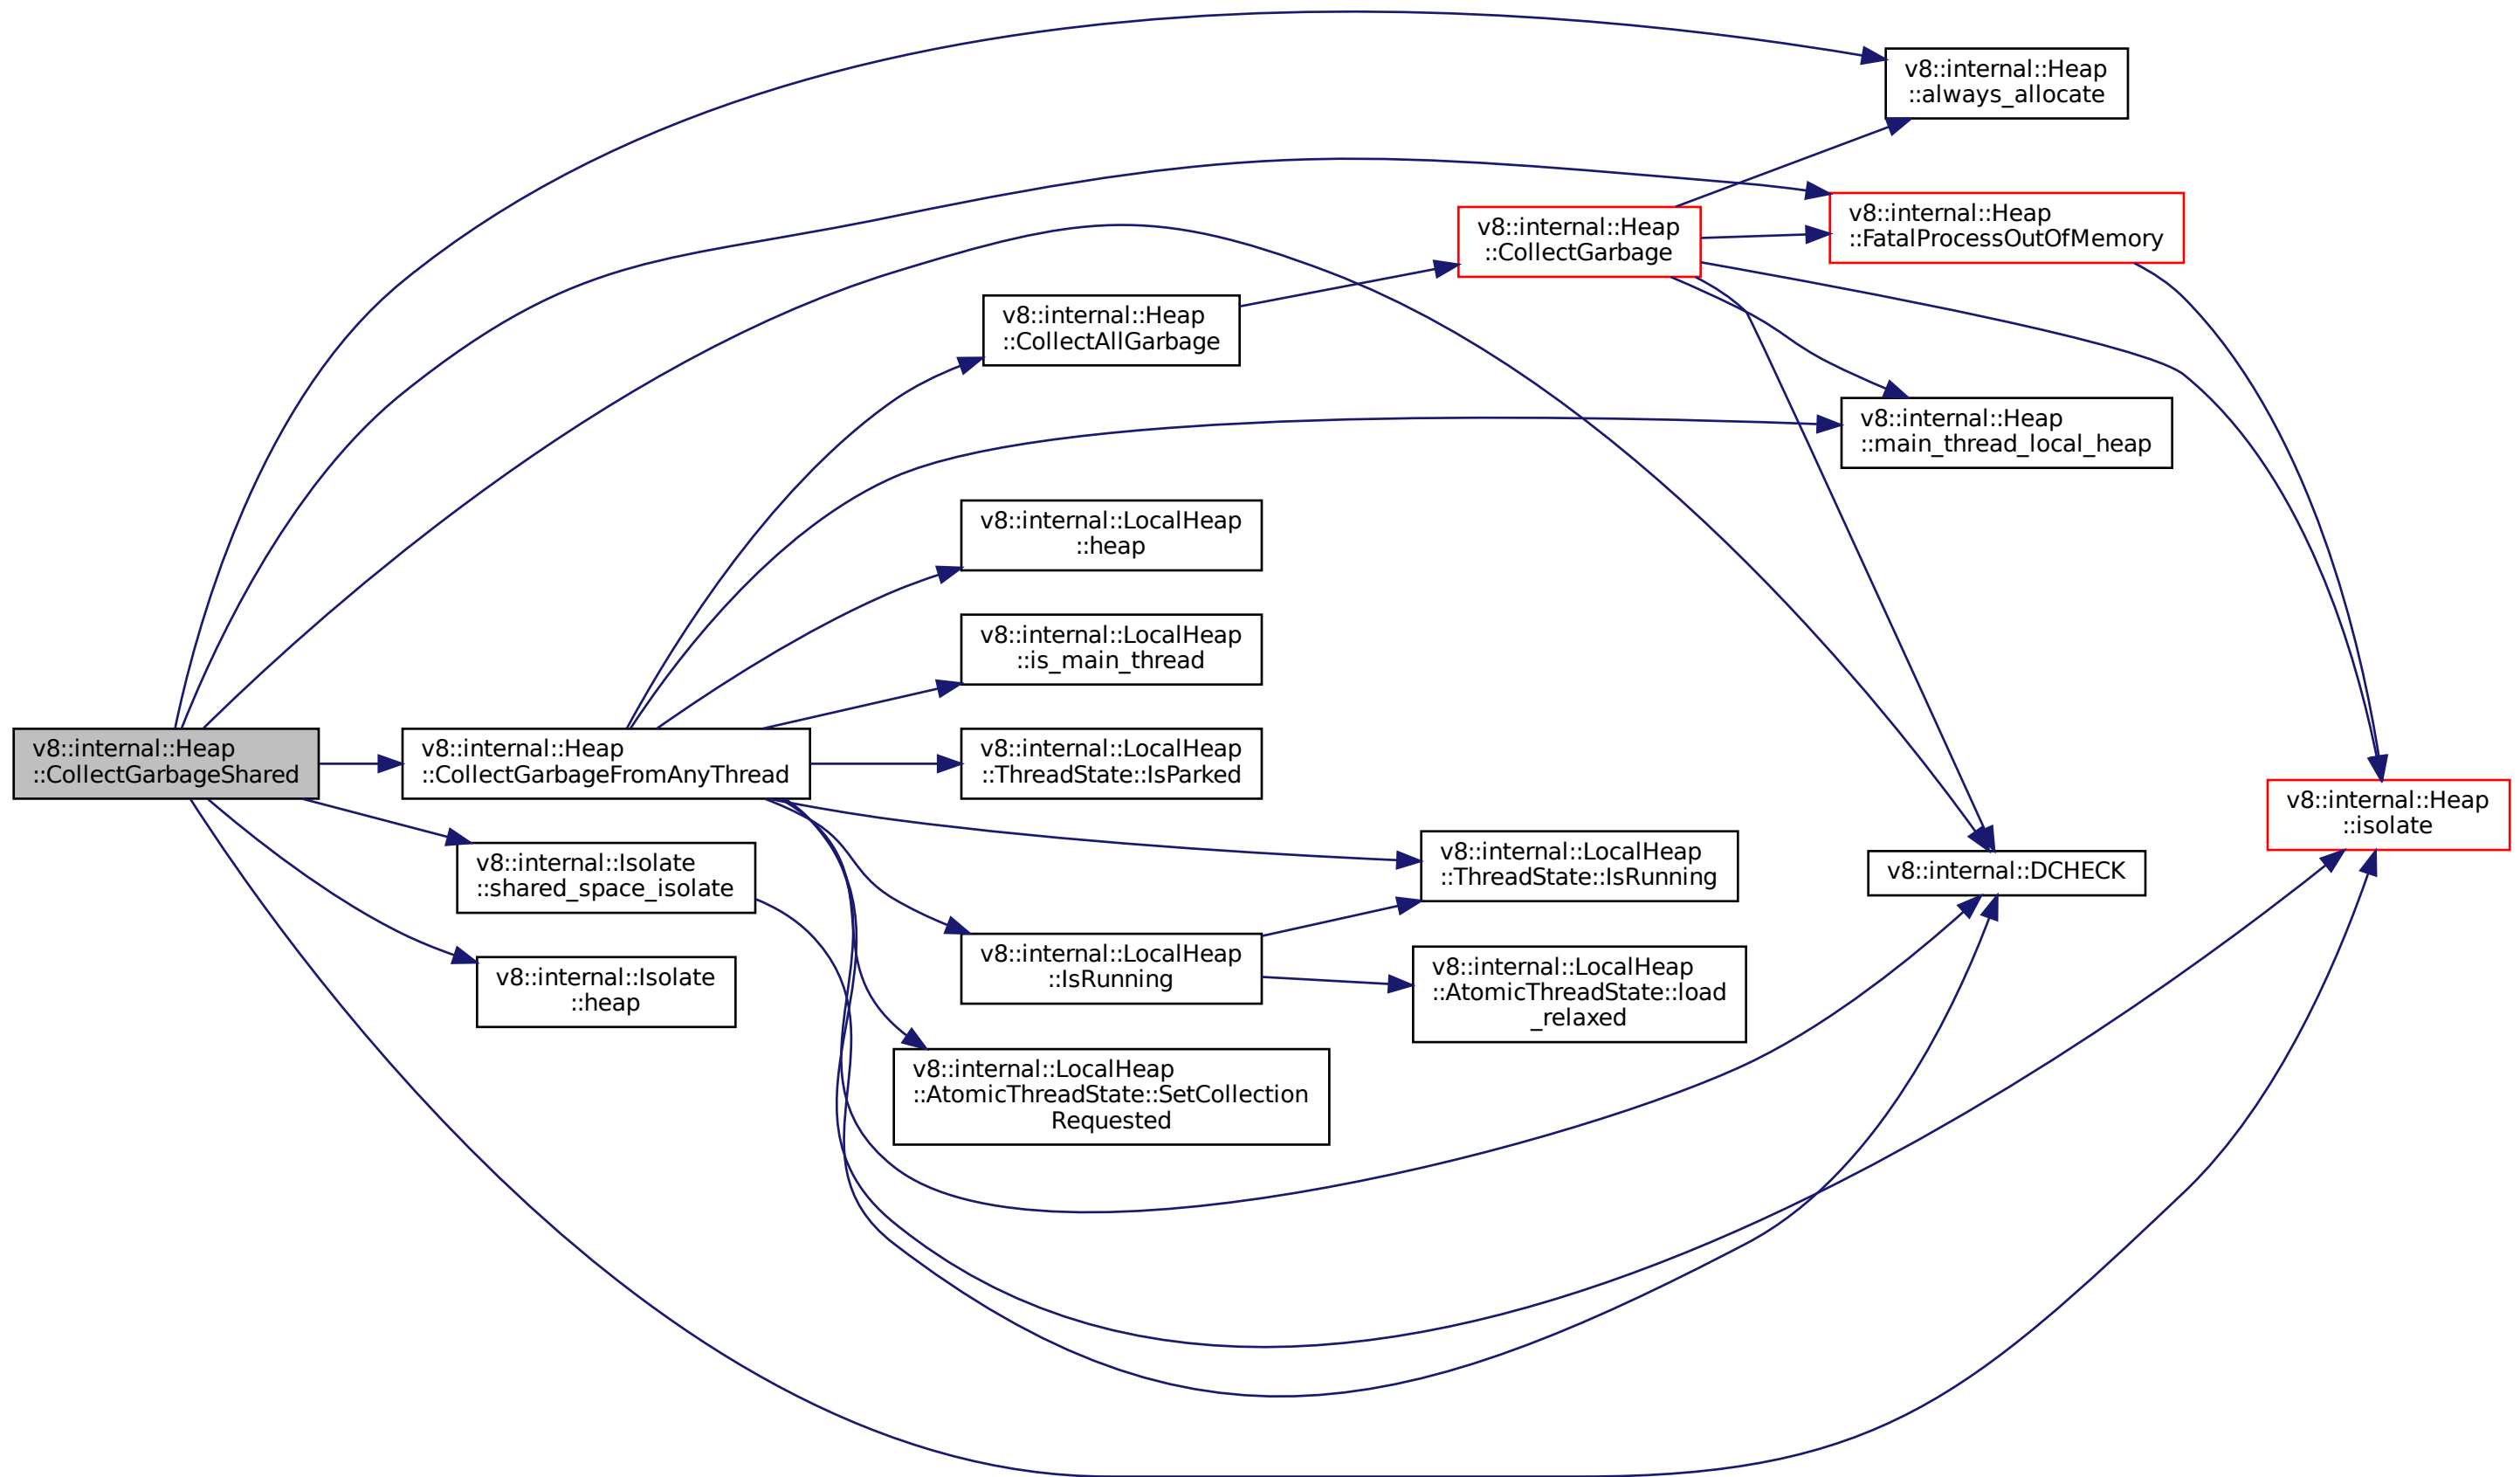 v8::internal::Heap
::always_allocate
v8::internal::Heap
::FatalProcessOutOfMemory
v8::internal::Heap
::CollectGarbage
v8::internal::Heap
::CollectAllGarbage
v8::internal::Heap
::main_thread_local_heap
v8::internal::LocalHeap
::heap
v8::internal::LocalHeap
::is_main_thread
v8::internal::Heap
::CollectGarbageShared
v8::internal::Heap
::CollectGarbageFromAnyThread
v8::internal::LocalHeap
::ThreadState::IsParked
v8::internal::Heap
::isolate
v8::internal::LocalHeap
::ThreadState::IsRunning
v8::internal::DCHECK
v8::internal::Isolate
::shared_space_isolate
v8::internal::LocalHeap
::IsRunning
v8::internal::LocalHeap
::AtomicThreadState::load
_relaxed
v8::internal::Isolate
::heap
v8::internal::LocalHeap
::AtomicThreadState::SetCollection
Requested